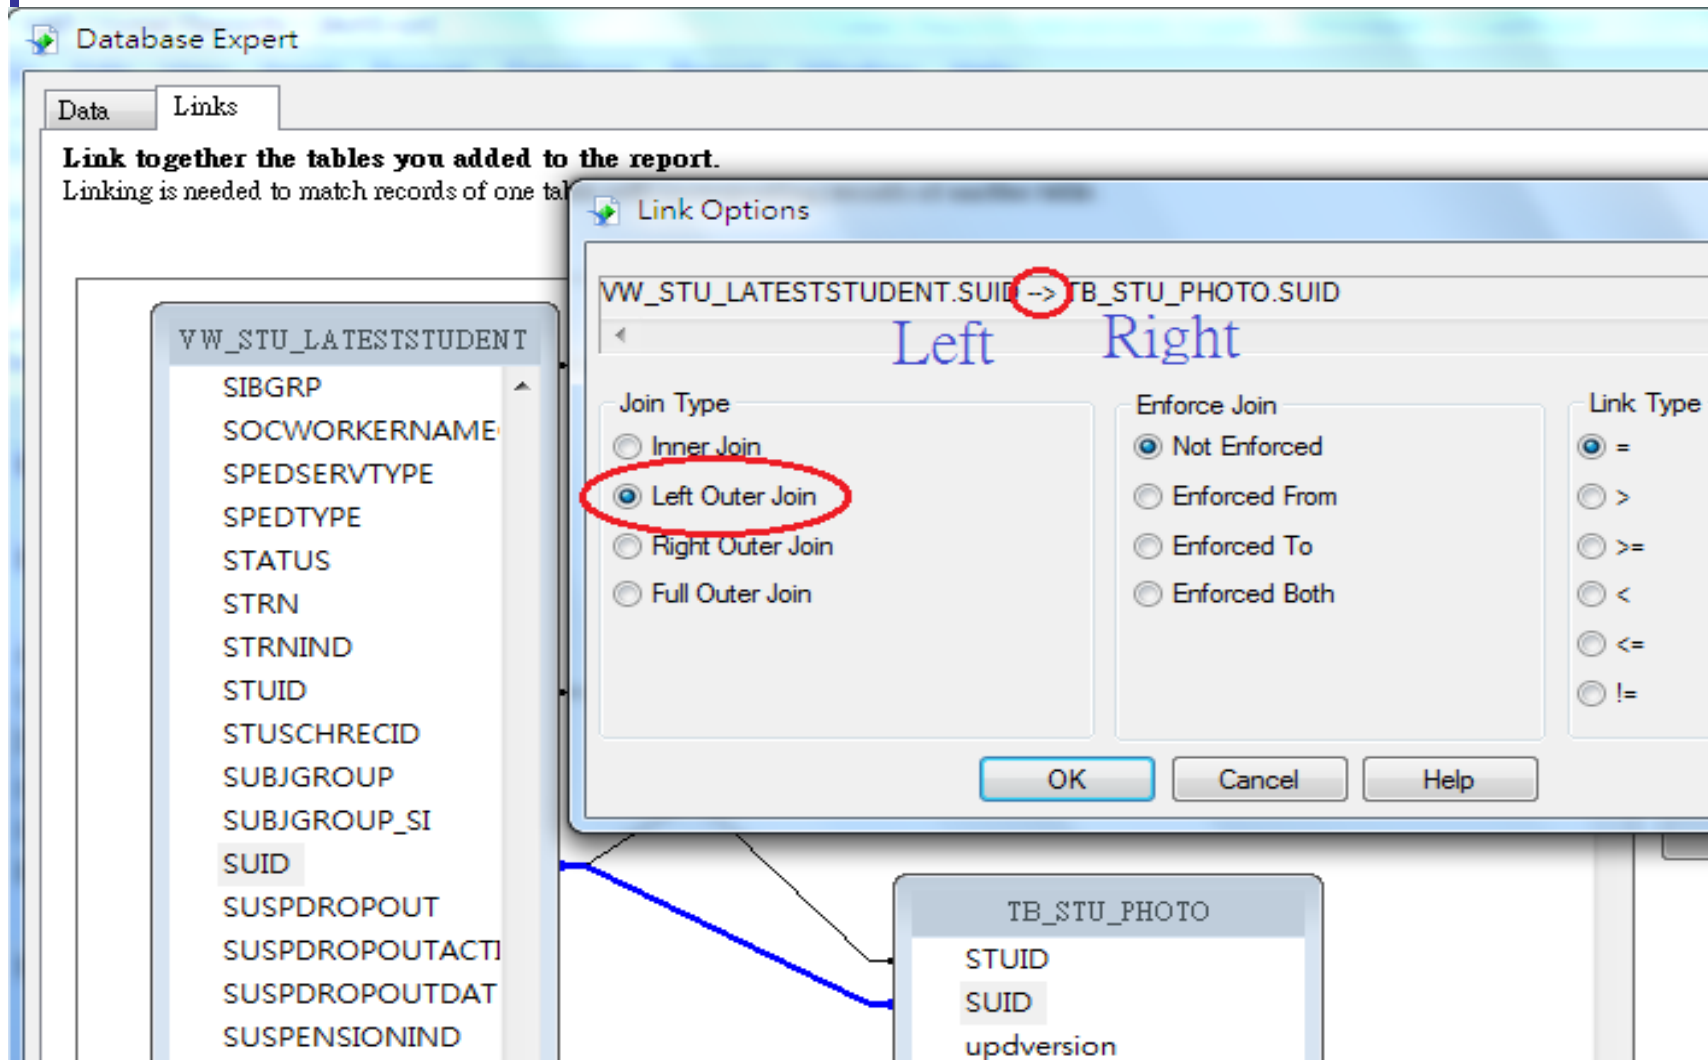 Database Expert
Data
Links
Link together the tables you added to the report.
Linking is needed to match records of one
Link Options
VW_STU_LATESTSTUDENT.SUID --> TB_STU_PHOTO.SUID
Left Right
Join Type
Inner Join
Left Outer Join
Right Outer Join
Full Outer Join
Enforce Join
Not Enforced
Enforced From
Enforced To
Enforced Both
Link Type
=
>
>=
<
<=
!=
OK
Cancel
Help
VW_STU_LATESTSTUDENT
SIBGRP
SOCWORKERNAME
SPEDSERVTYPE
SPEDTYPE
STATUS
STRN
STRNIND
STUID
STUSCHRECID
SUBJGROUP
SUBJGROUP_SI
SUID
SUSPDROPOUT
SUSPDROPOUTACTI
SUSPDROPOUTDAT
SUSPENSIONIND
TB_STU_PHOTO
STUID
SUID
updversion